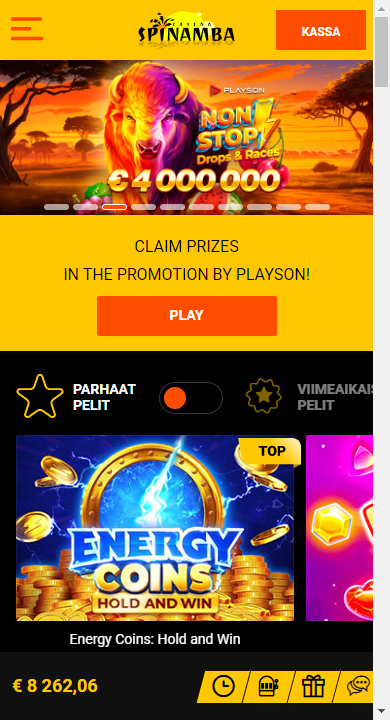 CASINO
SPINAMBA
KASSA
PLAYSON
NON
STOP
Drops & Races
€4 000 000
CLAIM PRIZES
IN THE PROMOTION BY PLAYSON!
PLAY
PARHAAT
PELIT
VIIMEAIKAIS
PELIT
TOP
ENERGY
COINS
HOLD AND WIN
Energy Coins: Hold and Win
€ 8 262,06